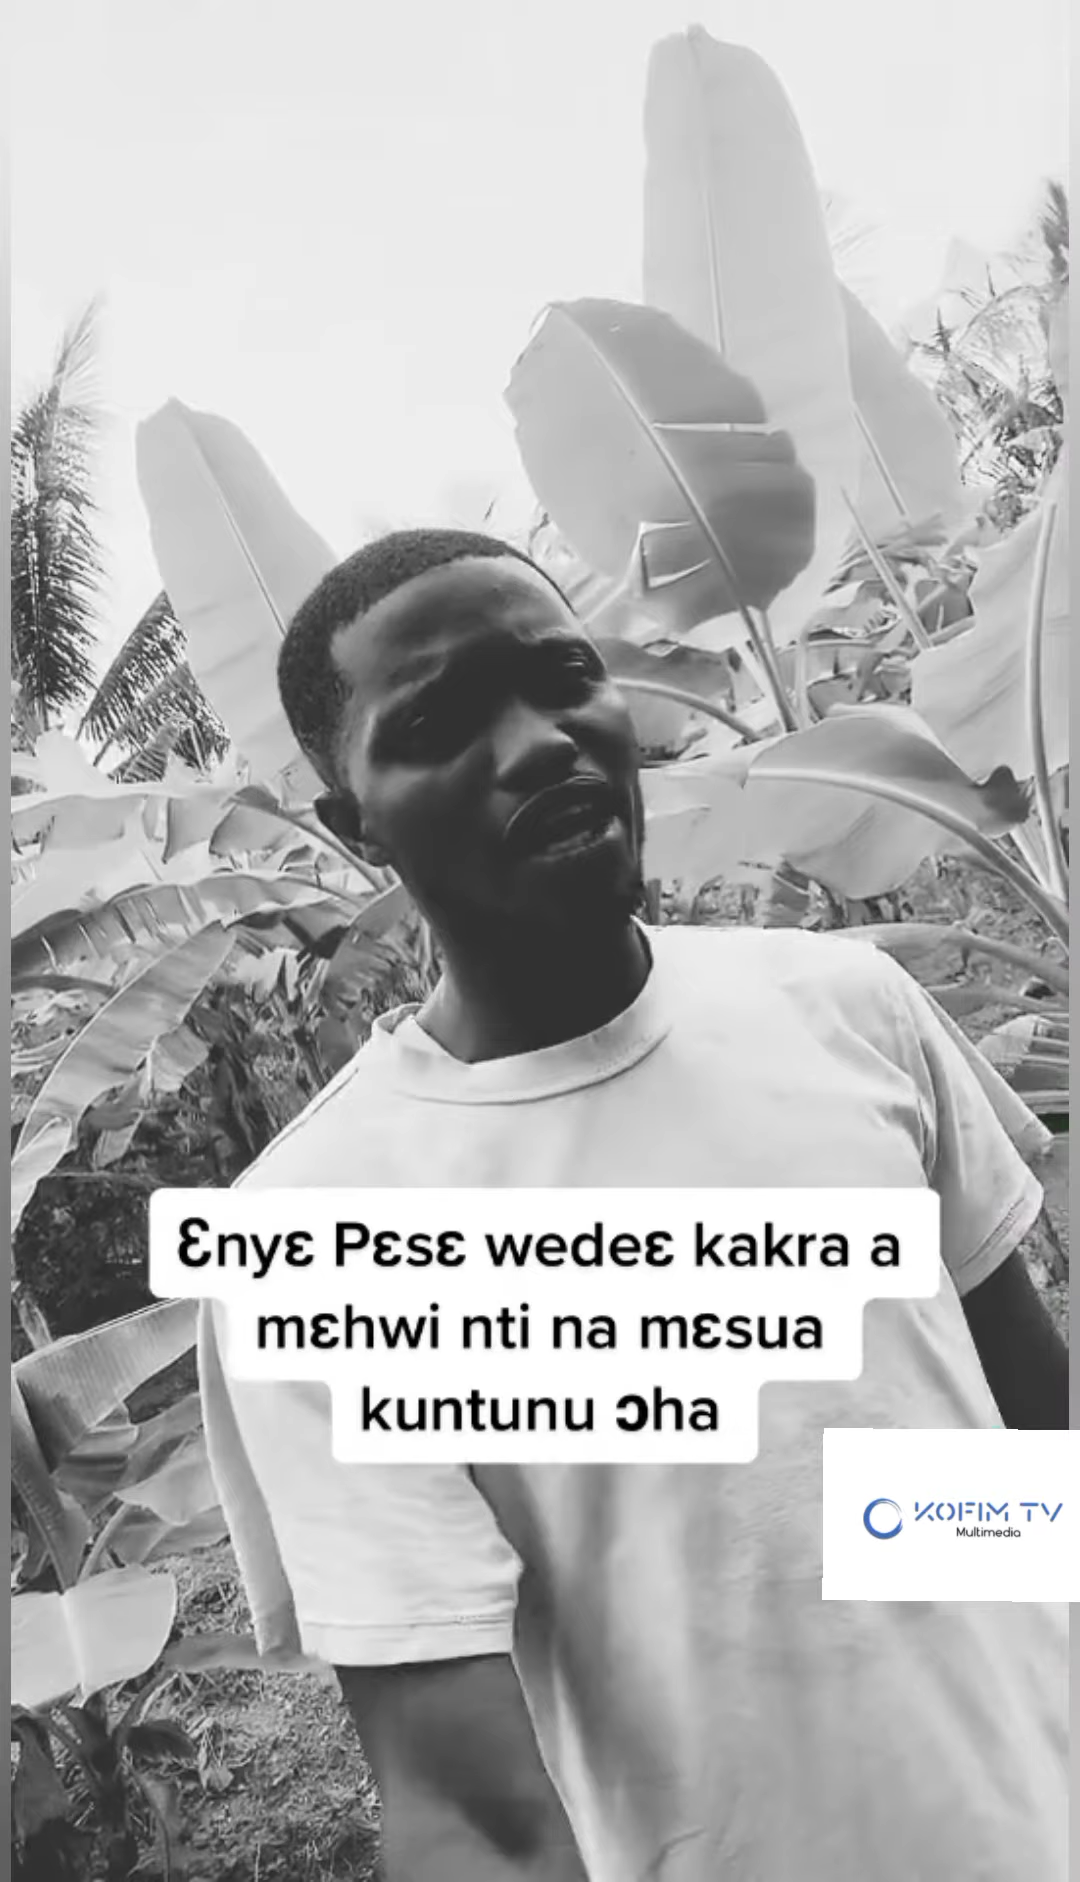 Ɛnyɛ Pɛsɛ wedeɛ kakra a
mɛhwi nti na mɛsua
kuntunu ɔha
KOFIM TV
Multimedia